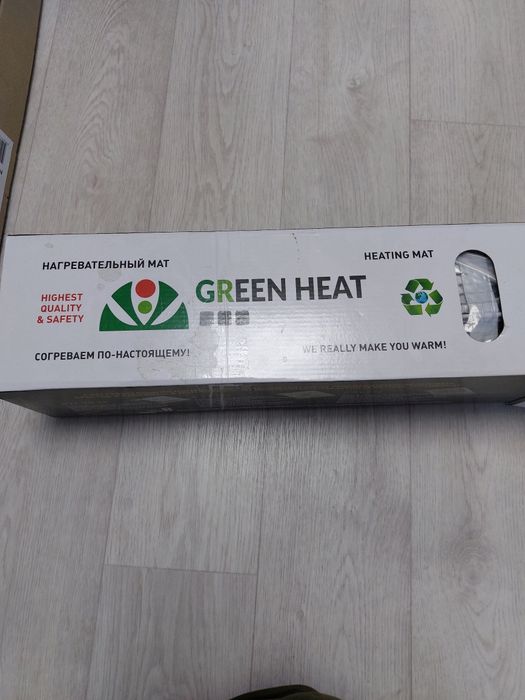 НАГРЕВАТЕЛЬНЫЙ МАТ
HEATING MAT
HIGHEST
QUALITY
& SAFETY
GREEN HEAT
СОГРЕВАЕМ ПО-НАСТОЯЩЕМУ!
WE REALLY MAKE YOU WARM!